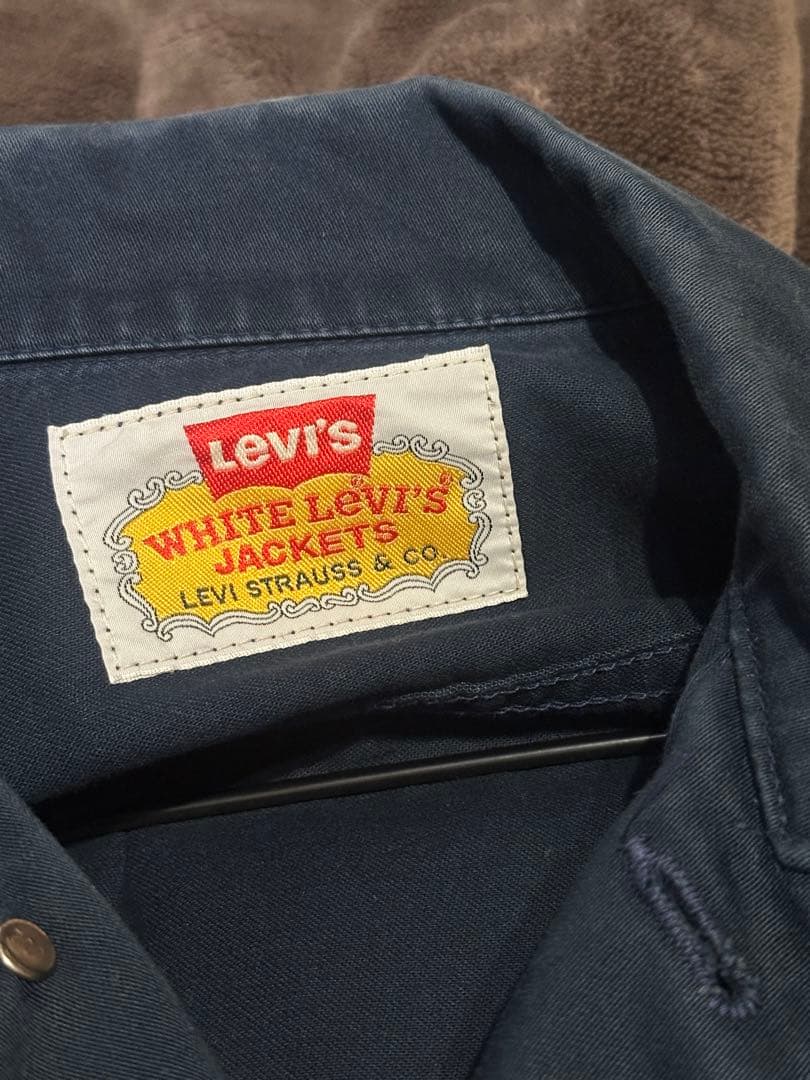 LEVI'S
WHITE LEVI'S®
JACKETS
LEVI STRAUSS & CO.